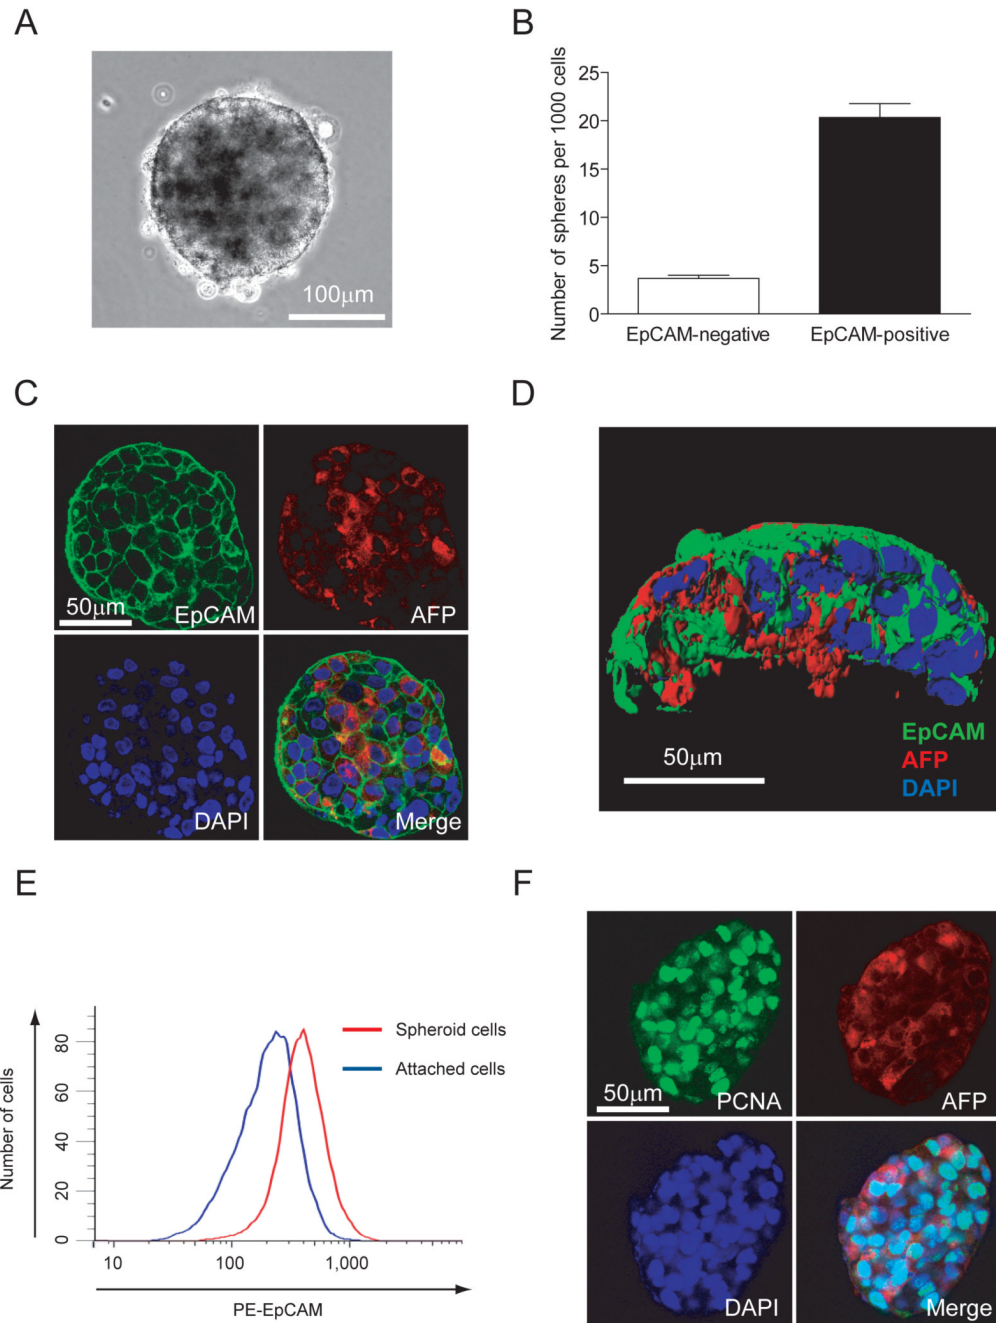 A
100μm
B
Number of spheres per 1000 cells
25
20
15
10
5
0
EpCAM-negative
EpCAM-positive
C
50μm
EpCAM
AFP
DAPI
Merge
D
50μm
EpCAM
AFP
DAPI
E
Number of cells
80
60
40
20
0
Spheroid cells
Attached cells
10
100
1,000
PE-EpCAM
F
50μm
PCNA
AFP
DAPI
Merge